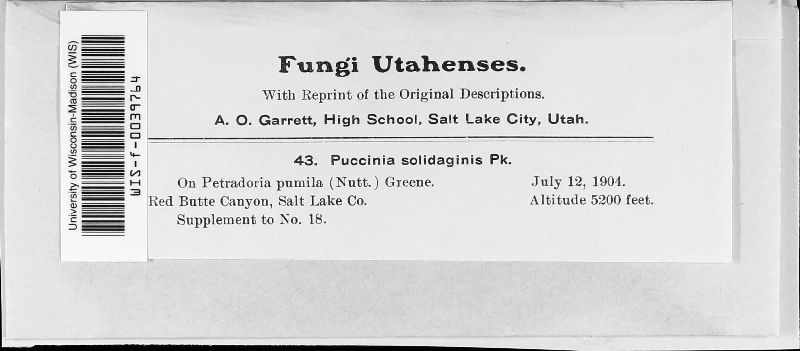 University of Wisconsin-Madison (WIS)
WIS-f-0039764
Fungi Utahenses.
With Reprint of the Original Descriptions.
A. O. Garrett, High School, Salt Lake City, Utah.
43. Puccinia solidaginis Pk.
On Petradoria pumila (Nutt.) Greene. July 12, 1904.
Red Butte Canyon, Salt Lake Co. Altitude 5200 feet.
Supplement to No. 18.